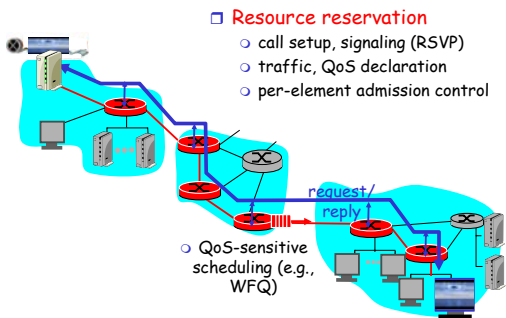 Resource reservation
call setup, signaling (RSVP)
traffic, QoS declaration
per-element admission control
request/
reply
QoS-sensitive
scheduling (e.g.,
WFQ)